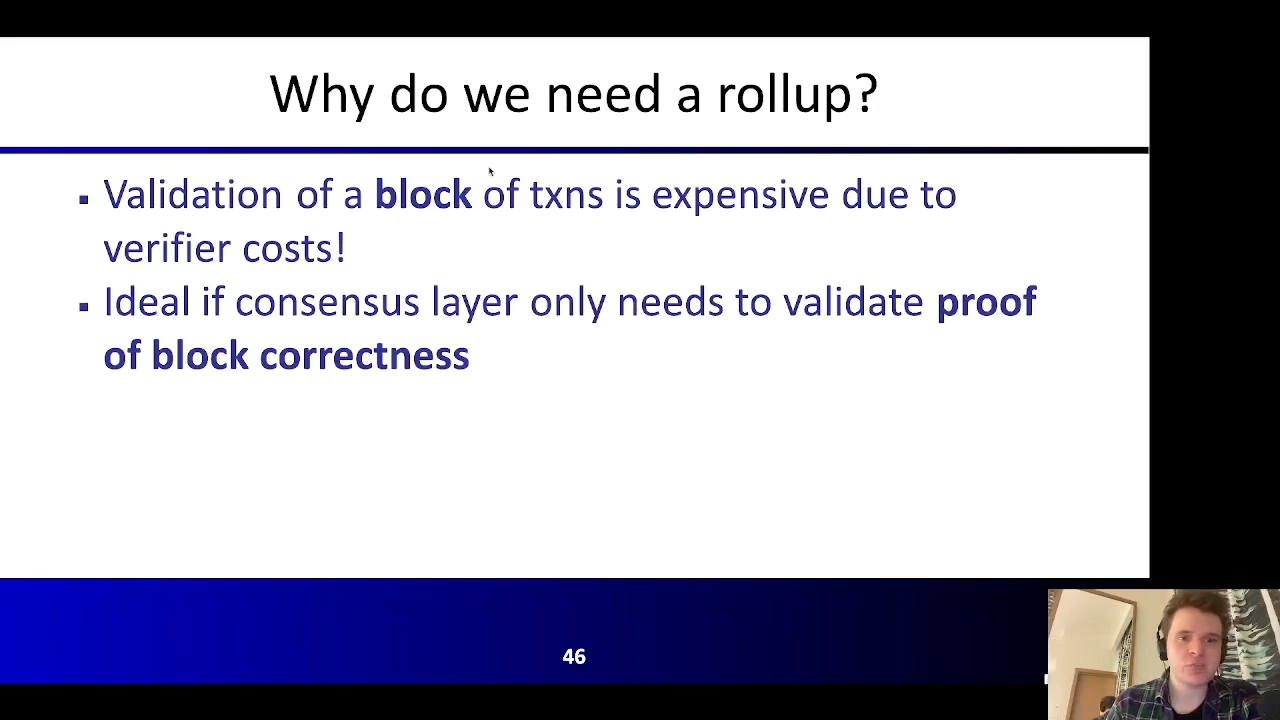 Why do we need a rollup?
▪ Validation of a block of txns is expensive due to
verifier costs!
▪ Ideal if consensus layer only needs to validate proof
of block correctness
46